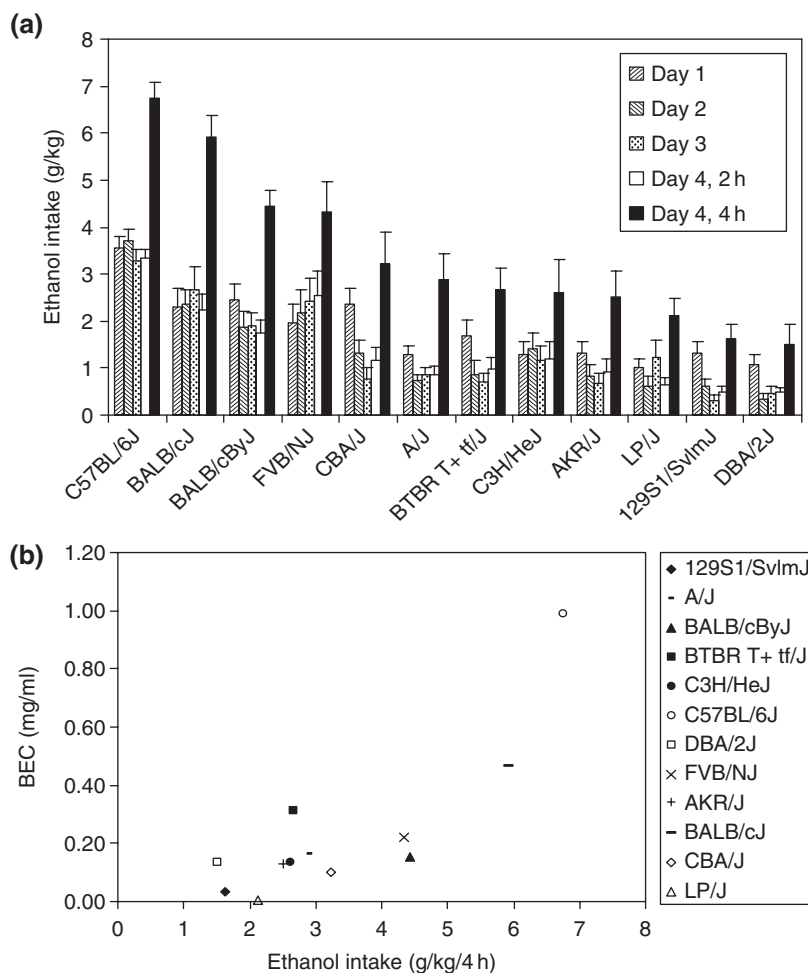 (a)
8
7
6
5
4
3
2
1
0
Ethanol intake (g/kg)
Day 1
Day 2
Day 3
Day 4, 2 h
Day 4, 4 h
C57BL/6J
BALB/cJ
BALB/cByJ
FVB/NJ
CBA/J
A/J
BTBR T+ tf/J
C3H/HeJ
AKR/J
LP/J
129S1/SvImJ
DBA/2J
(b)
1.20
1.00
0.80
0.60
0.40
0.20
0.00
BEC (mg/ml)
0 1 2 3 4 5 6 7 8
Ethanol intake (g/kg/4 h)
129S1/SvImJ
A/J
BALB/cByJ
BTBR T+ tf/J
C3H/HeJ
C57BL/6J
DBA/2J
FVB/NJ
AKR/J
BALB/cJ
CBA/J
LP/J